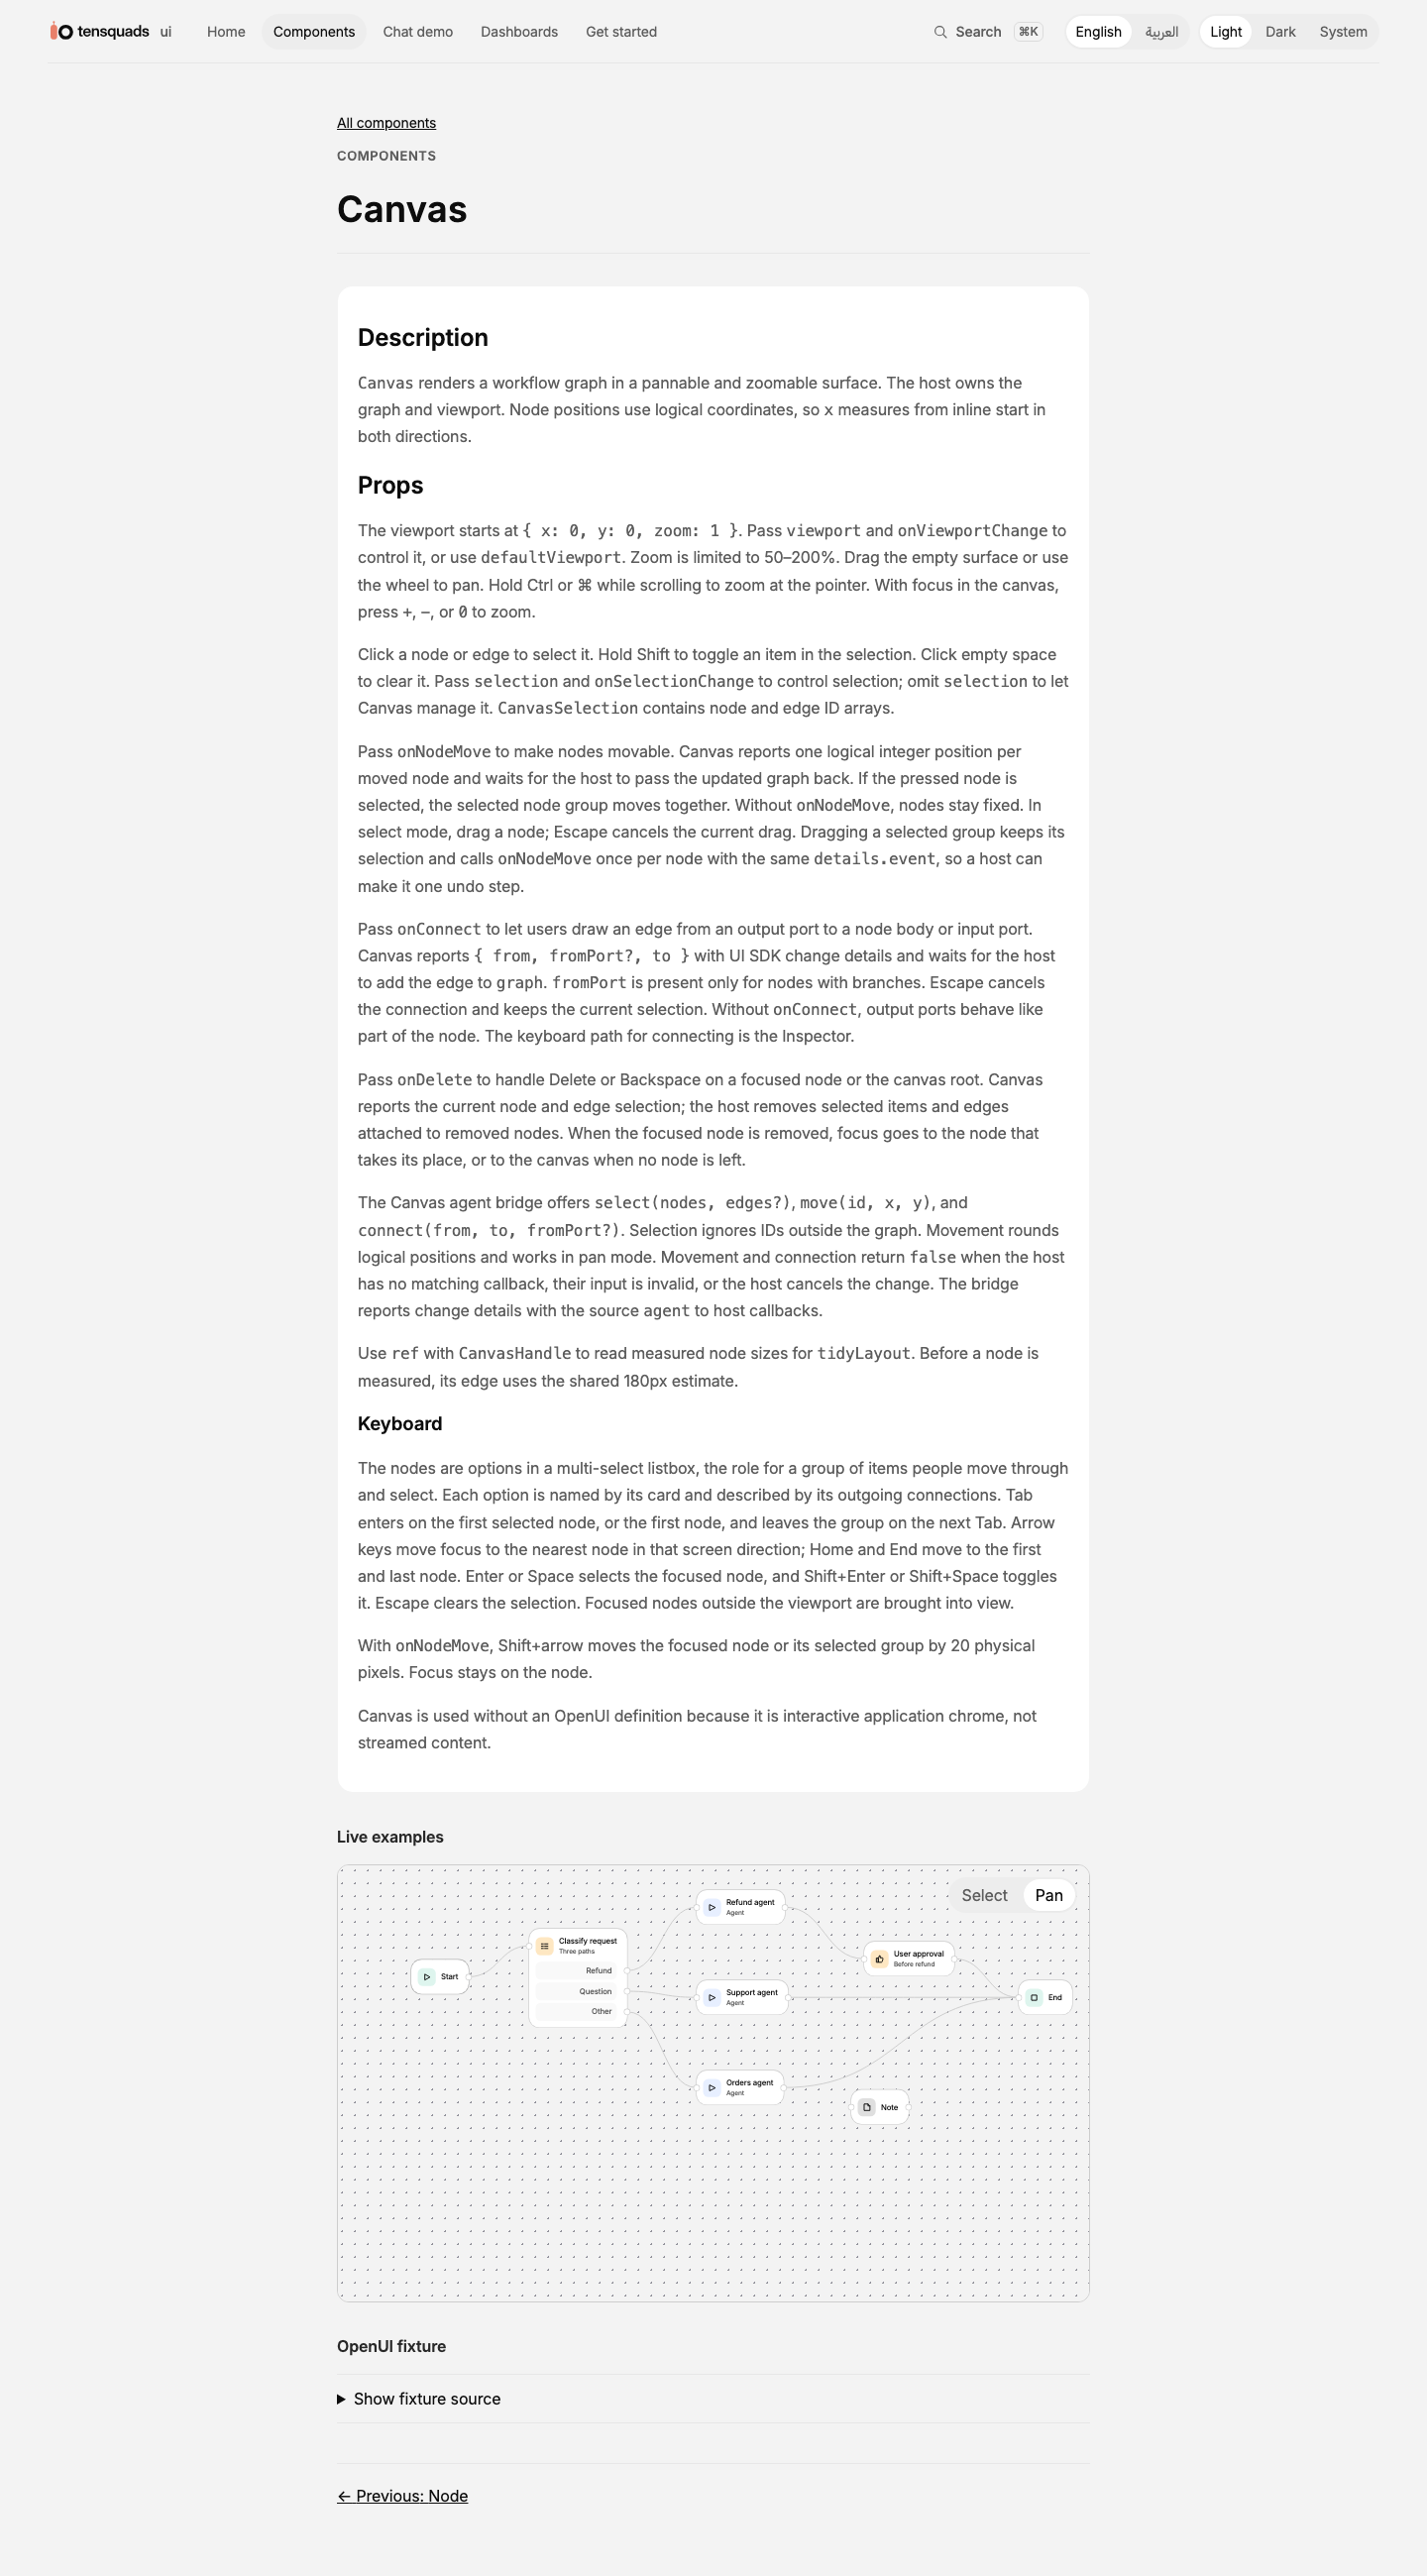 tensquads ui Home Components Chat demo Dashboards Get started Search ⌘K English العربية Light Dark System
All components
COMPONENTS
Canvas
Description
Canvas renders a workflow graph in a pannable and zoomable surface. The host owns the
graph and viewport. Node positions use logical coordinates, so x measures from inline start in
both directions.
Props
The viewport starts at { x: 0, y: 0, zoom: 1 }. Pass viewport and onViewportChange to
control it, or use defaultViewport. Zoom is limited to 50–200%. Drag the empty surface or use
the wheel to pan. Hold Ctrl or ⌘ while scrolling to zoom at the pointer. With focus in the canvas,
press +, −, or 0 to zoom.
Click a node or edge to select it. Hold Shift to toggle an item in the selection. Click empty space
to clear it. Pass selection and onSelectionChange to control selection; omit selection to let
Canvas manage it. CanvasSelection contains node and edge ID arrays.
Pass onNodeMove to make nodes movable. Canvas reports one logical integer position per
moved node and waits for the host to pass the updated graph back. If the pressed node is
selected, the selected node group moves together. Without onNodeMove, nodes stay fixed. In
select mode, drag a node; Escape cancels the current drag. Dragging a selected group keeps its
selection and calls onNodeMove once per node with the same details.event, so a host can
make it one undo step.
Pass onConnect to let users draw an edge from an output port to a node body or input port.
Canvas reports { from, fromPort?, to } with UI SDK change details and waits for the host
to add the edge to graph. fromPort is present only for nodes with branches. Escape cancels
the connection and keeps the current selection. Without onConnect, output ports behave like
part of the node. The keyboard path for connecting is the Inspector.
Pass onDelete to handle Delete or Backspace on a focused node or the canvas root. Canvas
reports the current node and edge selection; the host removes selected items and edges
attached to removed nodes. When the focused node is removed, focus goes to the node that
takes its place, or to the canvas when no node is left.
The Canvas agent bridge offers select(nodes, edges?), move(id, x, y), and
connect(from, to, fromPort?). Selection ignores IDs outside the graph. Movement rounds
logical positions and works in pan mode. Movement and connection return false when the host
has no matching callback, their input is invalid, or the host cancels the change. The bridge
reports change details with the source agent to host callbacks.
Use ref with CanvasHandle to read measured node sizes for tidyLayout. Before a node is
measured, its edge uses the shared 180px estimate.
Keyboard
The nodes are options in a multi-select listbox, the role for a group of items people move through
and select. Each option is named by its card and described by its outgoing connections. Tab
enters on the first selected node, or the first node, and leaves the group on the next Tab. Arrow
keys move focus to the nearest node in that screen direction; Home and End move to the first
and last node. Enter or Space selects the focused node, and Shift+Enter or Shift+Space toggles
it. Escape clears the selection. Focused nodes outside the viewport are brought into view.
With onNodeMove, Shift+arrow moves the focused node or its selected group by 20 physical
pixels. Focus stays on the node.
Canvas is used without an OpenUI definition because it is interactive application chrome, not
streamed content.
Live examples
Select Pan
Start
Classify request
Three paths
Refund
Question
Other
Refund agent
Agent
Support agent
Agent
Orders agent
Agent
User approval
Before refund
Note
End
OpenUI fixture
▶ Show fixture source
← Previous: Node